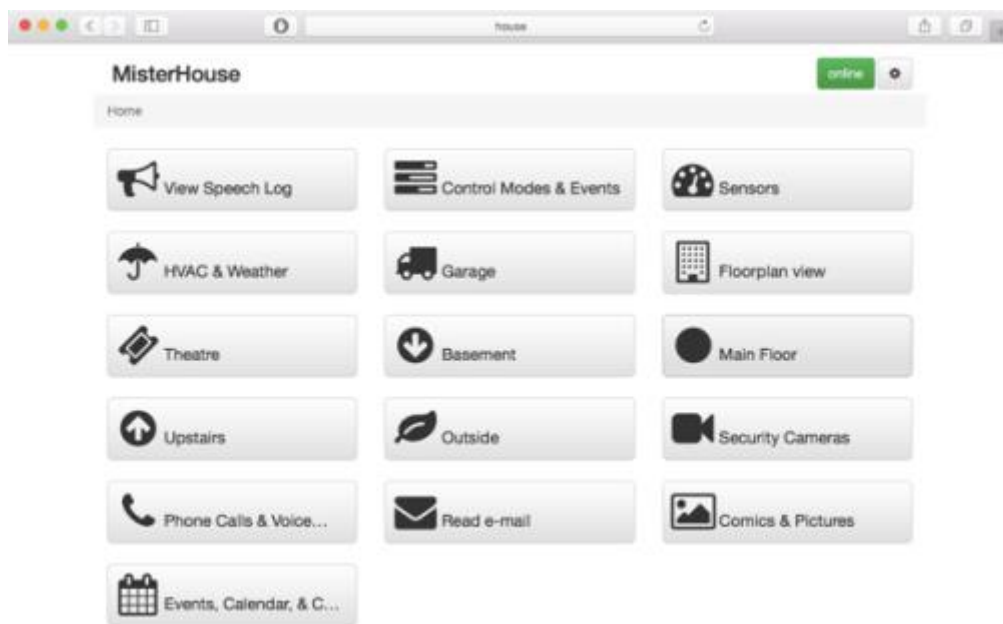 house
MisterHouse
online
Home
View Speech Log
Control Modes & Events
Sensors
HVAC & Weather
Garage
Floorplan view
Theatre
Basement
Main Floor
Upstairs
Outside
Security Cameras
Phone Calls & Voice...
Read e-mail
Comics & Pictures
Events, Calendar, & C...